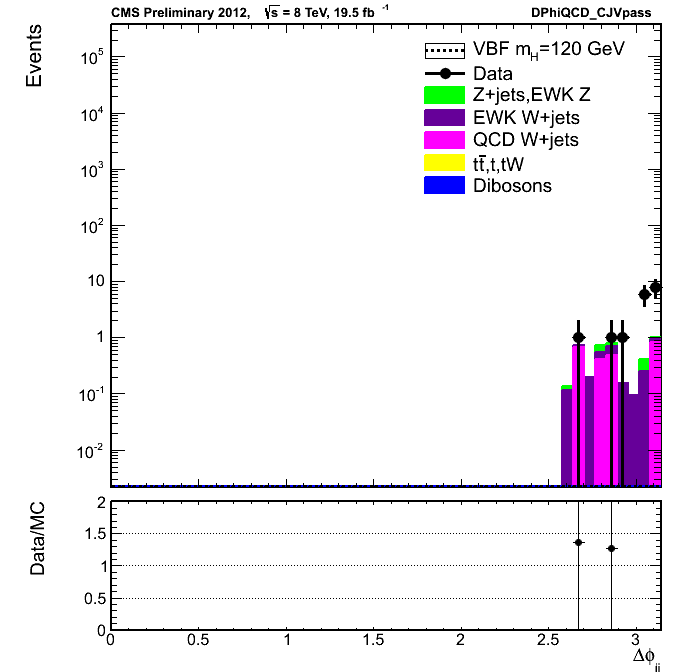 CMS Preliminary 2012, √s = 8 TeV, 19.5 fb⁻¹ DPhiQCD_CJVpass
Events
10⁵
10⁴
10³
10²
10
1
10⁻¹
10⁻²
VBF m_H=120 GeV
Data
Z+jets,EWK Z
EWK W+jets
QCD W+jets
tt̄,t,tW
Dibosons
Data/MC
2
1.5
1
0.5
0
0 0.5 1 1.5 2 2.5 3
Δϕ_jj